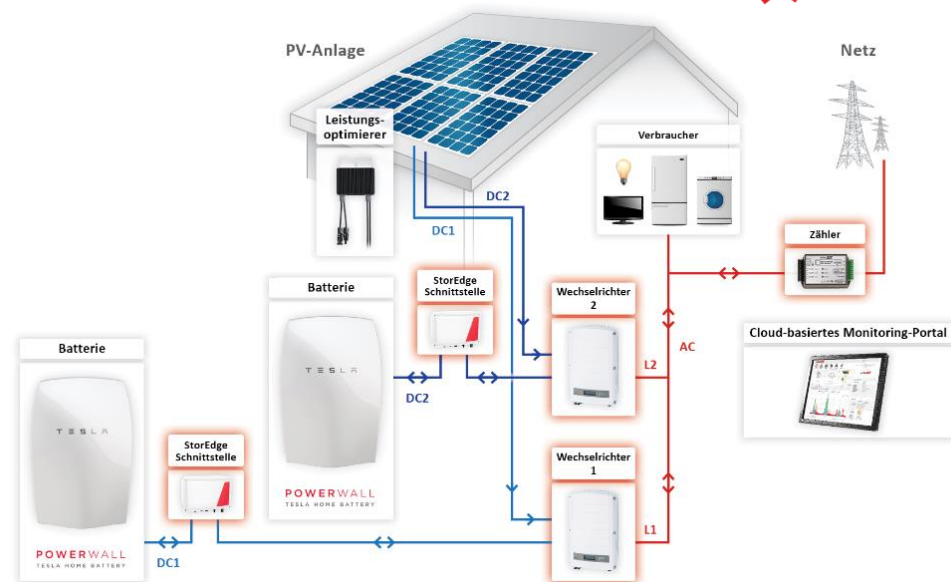 PV-Anlage
Netz
Leistungs-
optimierer
Verbraucher
DC2
DC1
Zähler
StorEdge
Schnittstelle
Batterie
Wechselrichter
2
Cloud-basiertes Monitoring-Portal
Batterie
AC
L2
TESLA
DC2
TESLA
StorEdge
Schnittstelle
Wechselrichter
1
POWERWALL
TESLA HOME BATTERY
L1
POWERWALL
TESLA HOME BATTERY
DC1